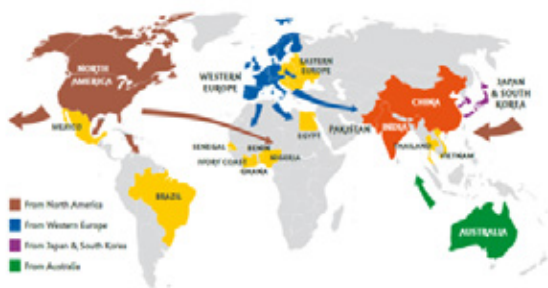 NORTH
AMERICA
WESTERN
EUROPE
EASTERN
EUROPE
JAPAN
& SOUTH
KOREA
CHINA
MEXICO
PAKISTAN
INDIA
EGYPT
SENEGAL
BENIN
NIGERIA
IVORY COAST
GHANA
THAILAND
VIETNAM
BRAZIL
AUSTRALIA
From North America
From Western Europe
From Japan & South Korea
From Australia